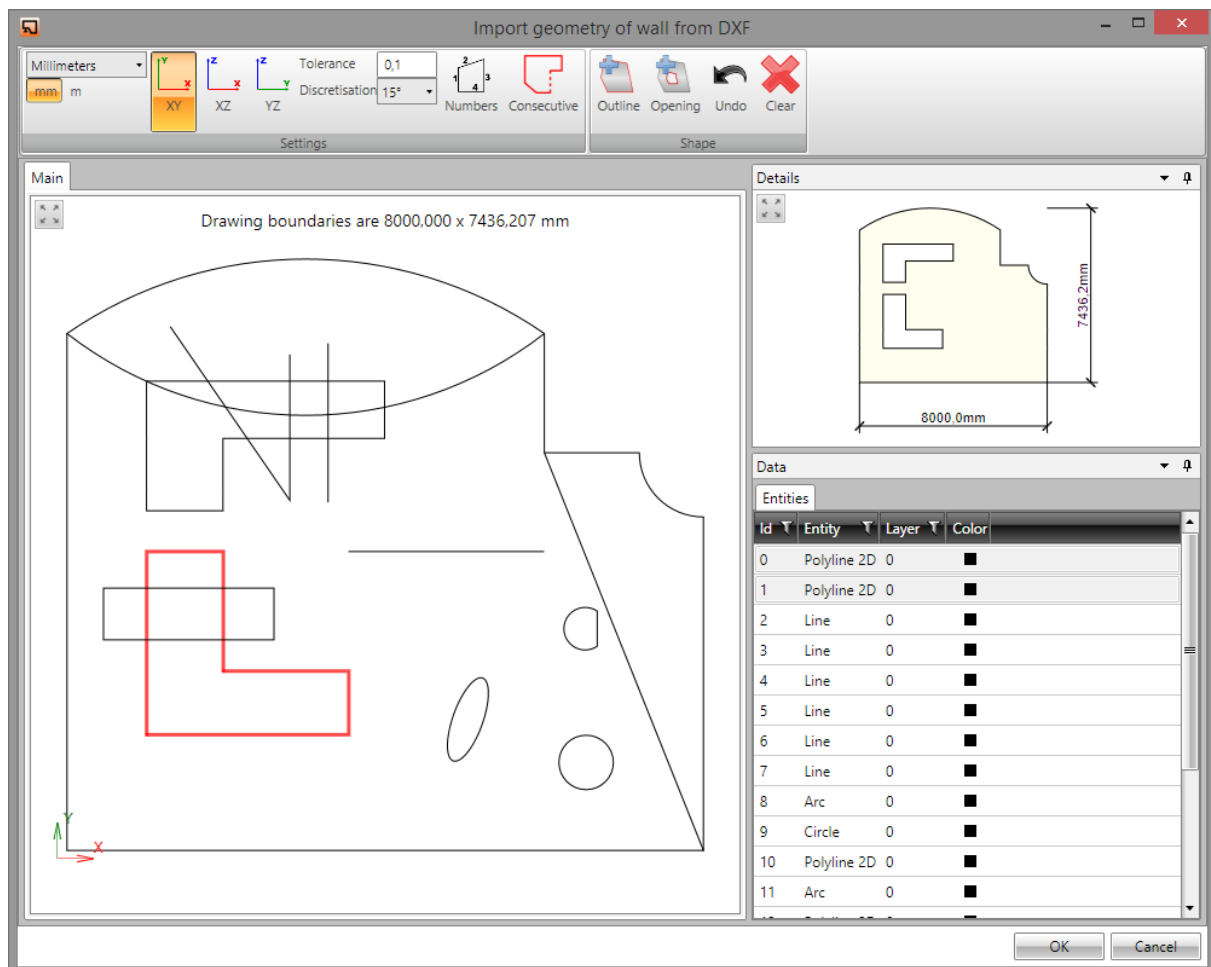 Import geometry of wall from DXF
Millimeters
mm m
XY
XZ
YZ
Tolerance 0,1
Discretisation 15°
1 2 3 4
Numbers
Consecutive
Settings
Outline
Opening
Undo
Clear
Shape
Main
Drawing boundaries are 8000,000 x 7436,207 mm
Y
X
Details
7436,2mm
8000,0mm
Data
Entities
Id Entity Layer Color
0 Polyline 2D 0
1 Polyline 2D 0
2 Line 0
3 Line 0
4 Line 0
5 Line 0
6 Line 0
7 Line 0
8 Arc 0
9 Circle 0
10 Polyline 2D 0
11 Arc 0
OK
Cancel